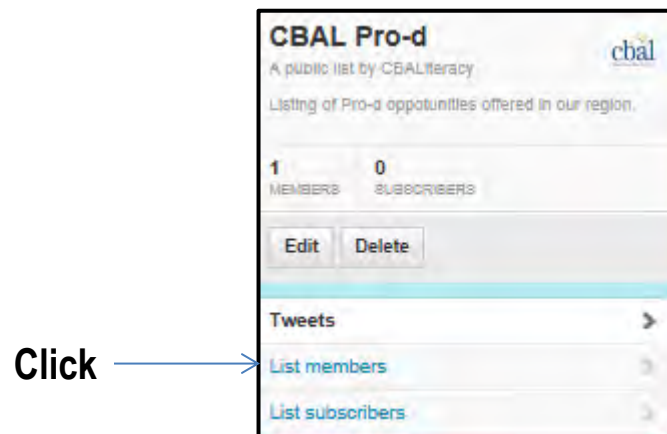 CBAL Pro-d
cbal
A public list by CBALiteracy
Listing of Pro-d oppotunities offered in our region.
1 0
MEMBERS SUBSCRIBERS
Edit Delete
Tweets
Click
List members
List subscribers